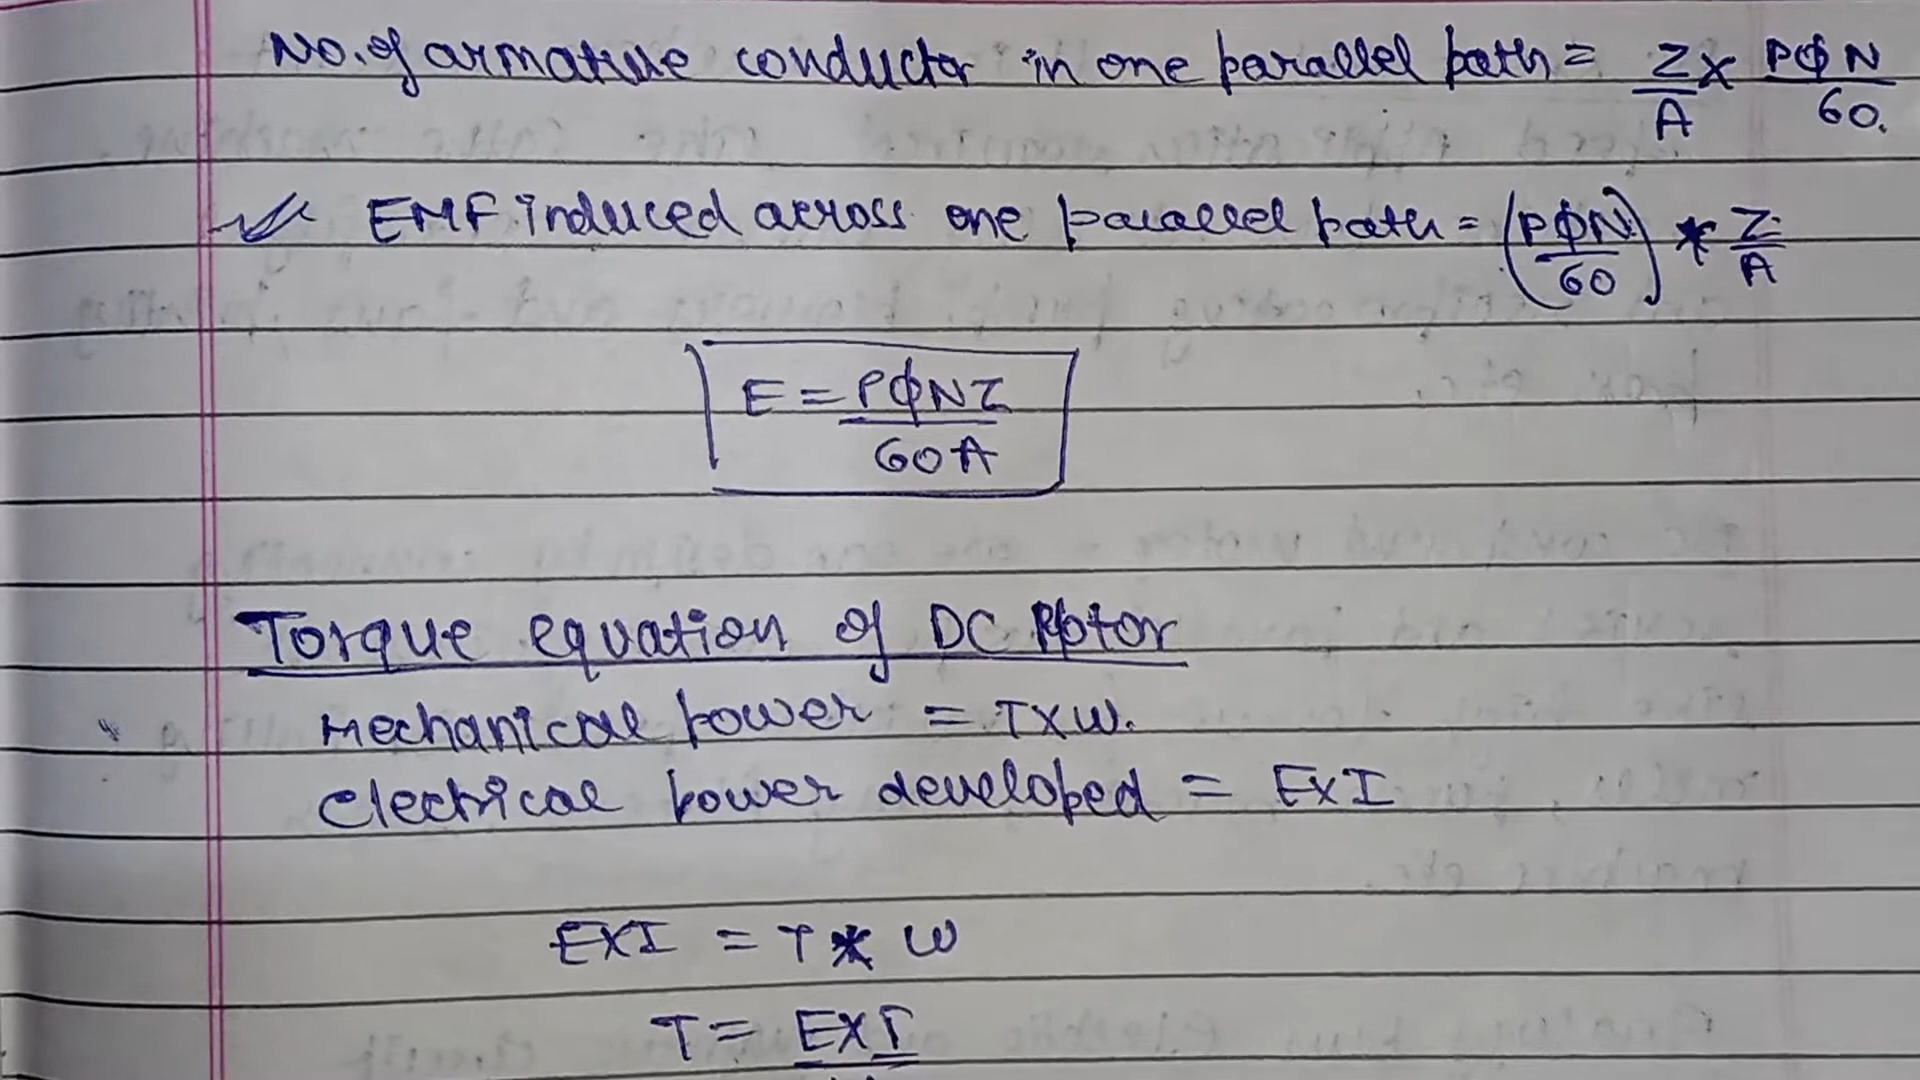 No. of armature conductor in one parallel path = Z/A × PΦN/60.
EMF induced across one parallel path = (PΦN/60) * Z/A
E = PΦNZ/60A
Torque equation of DC Motor
Mechanical power = T×W.
Electrical power developed = E×I
E×I = T * W
T = E×I